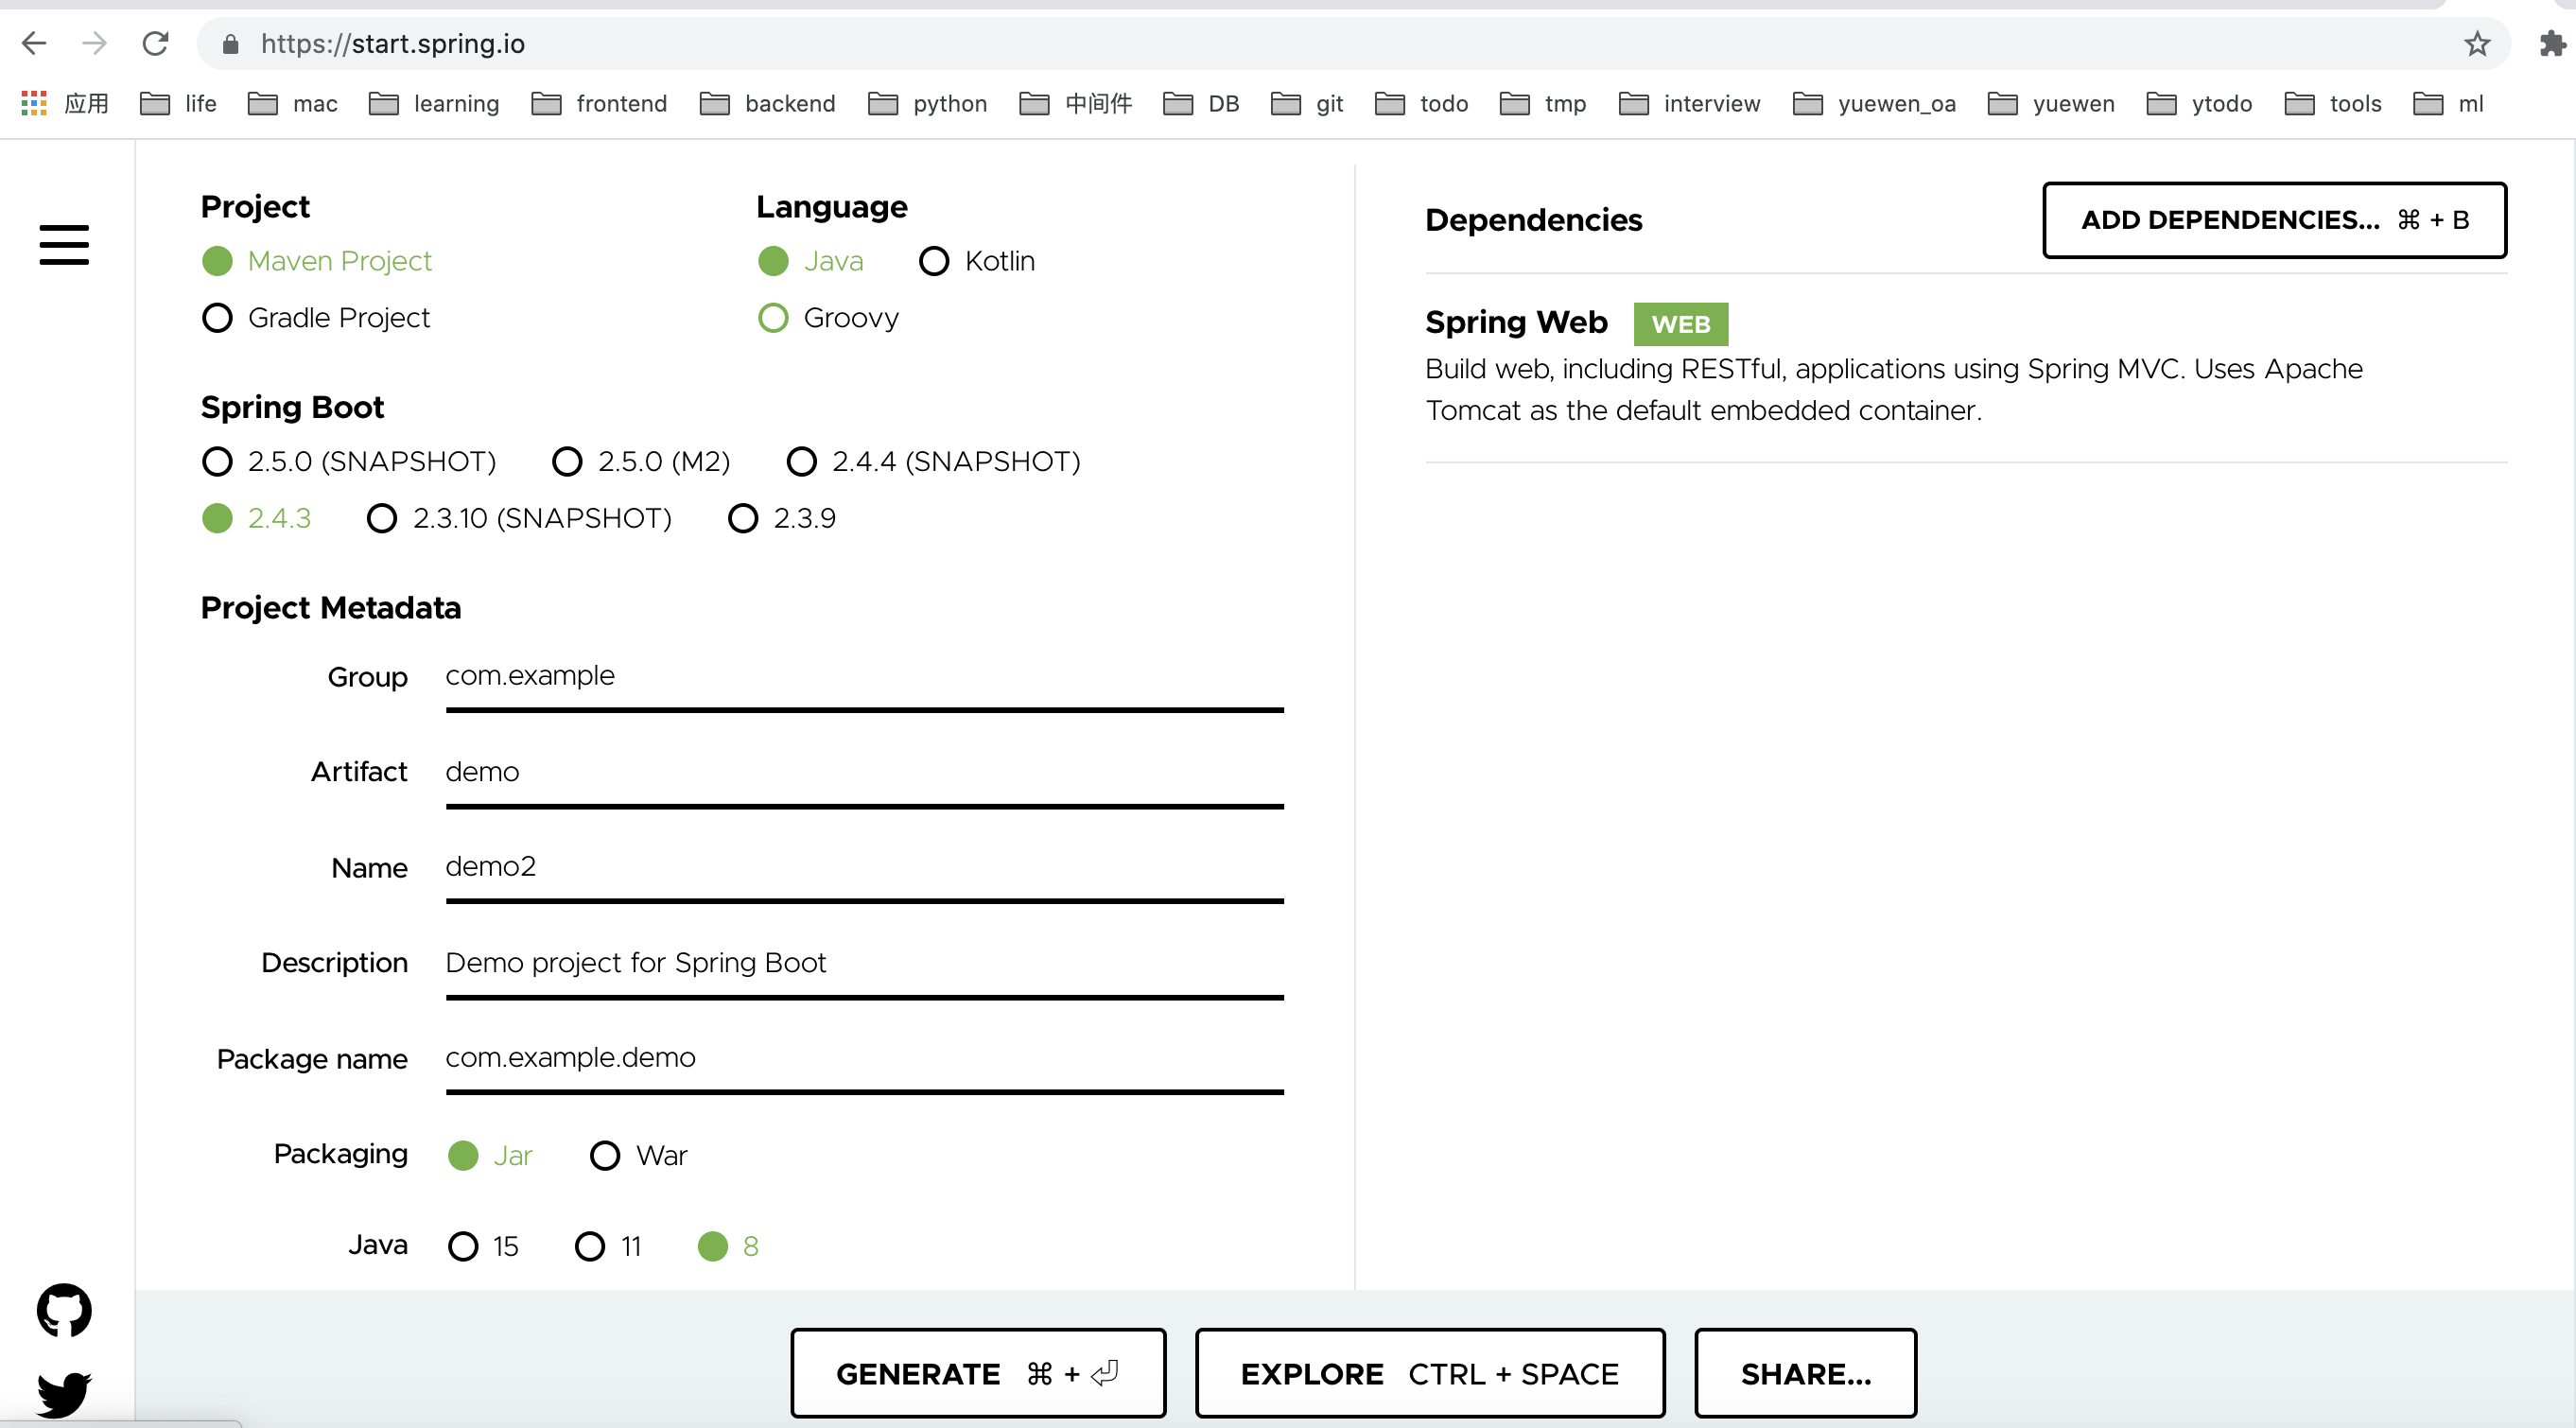 https://start.spring.io
应用 life mac learning frontend backend python 中间件 DB git todo tmp interview yuewen_oa yuewen ytodo tools ml
Project
Maven Project
Gradle Project
Language
Java Kotlin
Groovy
Spring Boot
2.5.0 (SNAPSHOT) 2.5.0 (M2) 2.4.4 (SNAPSHOT)
2.4.3 2.3.10 (SNAPSHOT) 2.3.9
Project Metadata
Group com.example
Artifact demo
Name demo2
Description Demo project for Spring Boot
Package name com.example.demo
Packaging Jar War
Java 15 11 8
Dependencies
ADD DEPENDENCIES... ⌘ + B
Spring Web WEB
Build web, including RESTful, applications using Spring MVC. Uses Apache
Tomcat as the default embedded container.
GENERATE ⌘ + ⏎
EXPLORE CTRL + SPACE
SHARE...